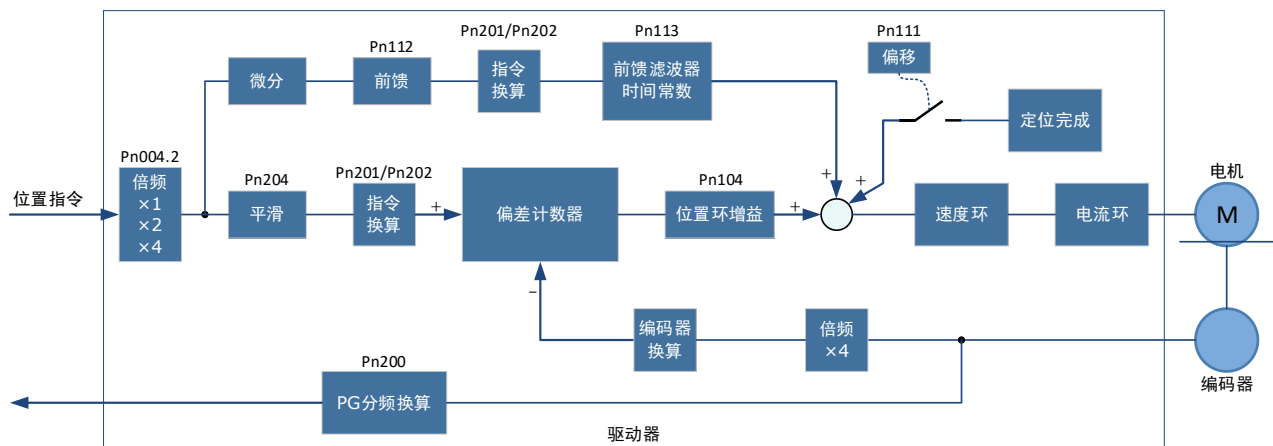 Pn201/Pn202
Pn113
Pn111
Pn112
偏移
微分
前馈
指令
换算
前馈滤波器
时间常数
定位完成
Pn004.2
Pn204
Pn201/Pn202
Pn104
电机
位置指令
倍频
×1
×2
×4
平滑
指令
换算
+
偏差计数器
位置环增益
+
+
+
速度环
电流环
M
-
编码器
换算
倍频
×4
Pn200
PG分频换算
编码器
驱动器